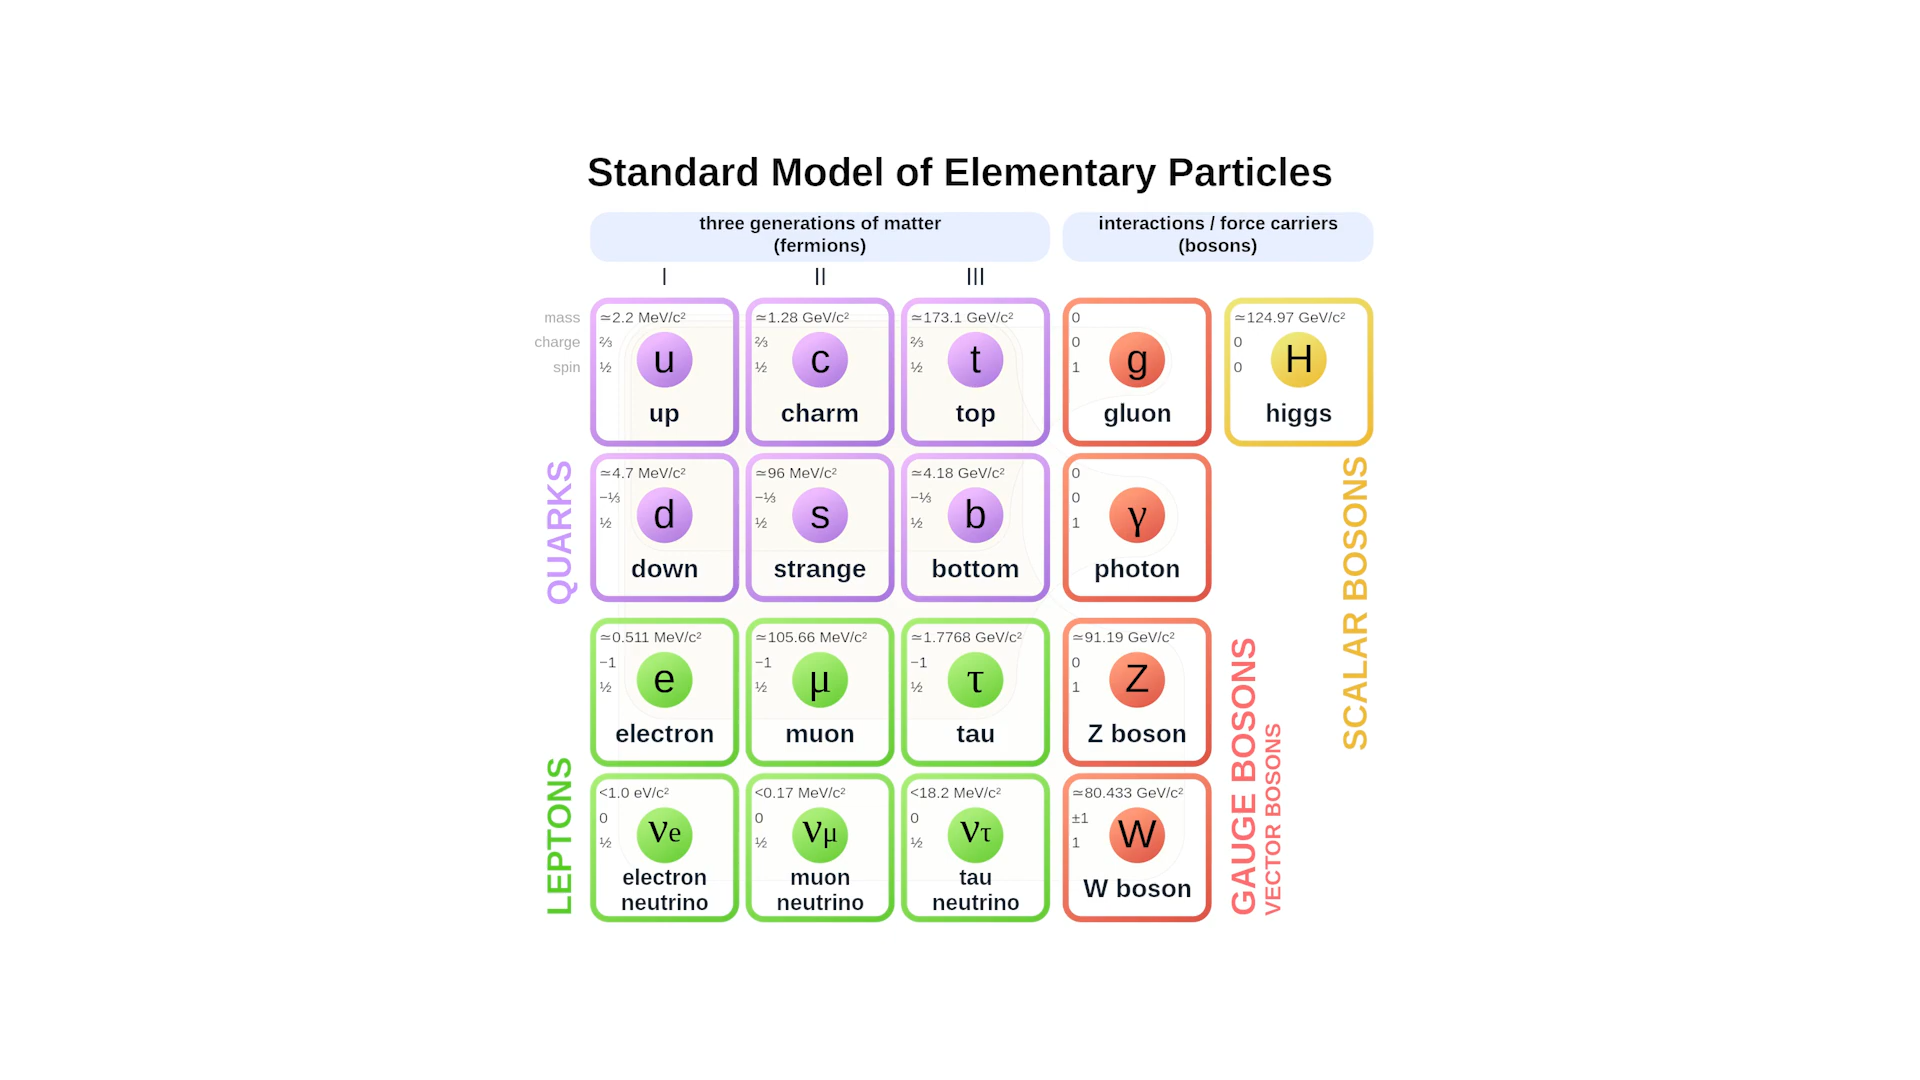 Standard Model of Elementary Particles
three generations of matter
(fermions)
interactions / force carriers
(bosons)
I
II
III
mass
charge
spin
≃2.2 MeV/c²
⅔
½
u
up
≃1.28 GeV/c²
⅔
½
c
charm
≃173.1 GeV/c²
⅔
½
t
top
0
0
1
g
gluon
≃124.97 GeV/c²
0
0
H
higgs
QUARKS
≃4.7 MeV/c²
−⅓
½
d
down
≃96 MeV/c²
−⅓
½
s
strange
≃4.18 GeV/c²
−⅓
½
b
bottom
0
0
1
γ
photon
SCALAR BOSONS
LEPTONS
≃0.511 MeV/c²
−1
½
e
electron
≃105.66 MeV/c²
−1
½
μ
muon
≃1.7768 GeV/c²
−1
½
τ
tau
≃91.19 GeV/c²
0
1
Z
Z boson
GAUGE BOSONS
VECTOR BOSONS
<1.0 eV/c²
0
½
νe
electron
neutrino
<0.17 MeV/c²
0
½
νμ
muon
neutrino
<18.2 MeV/c²
0
½
ντ
tau
neutrino
≃80.433 GeV/c²
±1
1
W
W boson